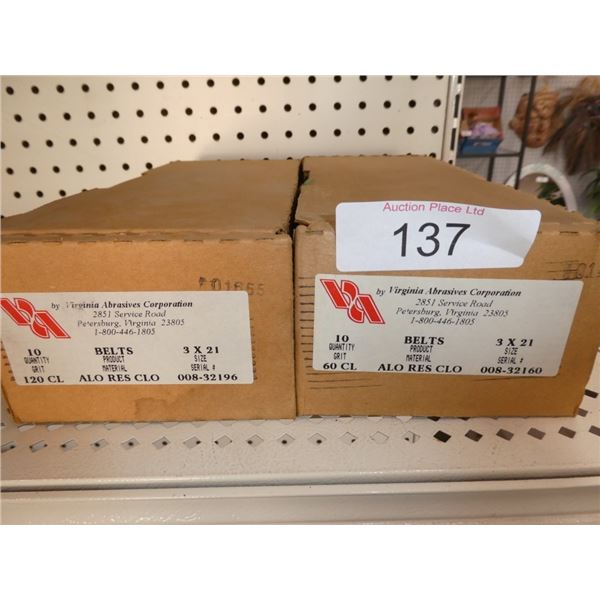 701665
by Virginia Abrasives Corporation
2851 Service Road
Petersburg, Virginia 23805
1-800-446-1805
10 BELTS 3 X 21
QUANTITY PRODUCT SIZE
GRIT MATERIAL SERIAL #
120 CL ALO RES CLO 008-32196
Auction Place Ltd
137
by Virginia Abrasives Corporation
2851 Service Road
Petersburg, Virginia 23805
1-800-446-1805
10 BELTS 3 X 21
QUANTITY PRODUCT SIZE
GRIT MATERIAL SERIAL #
60 CL ALO RES CLO 008-32160